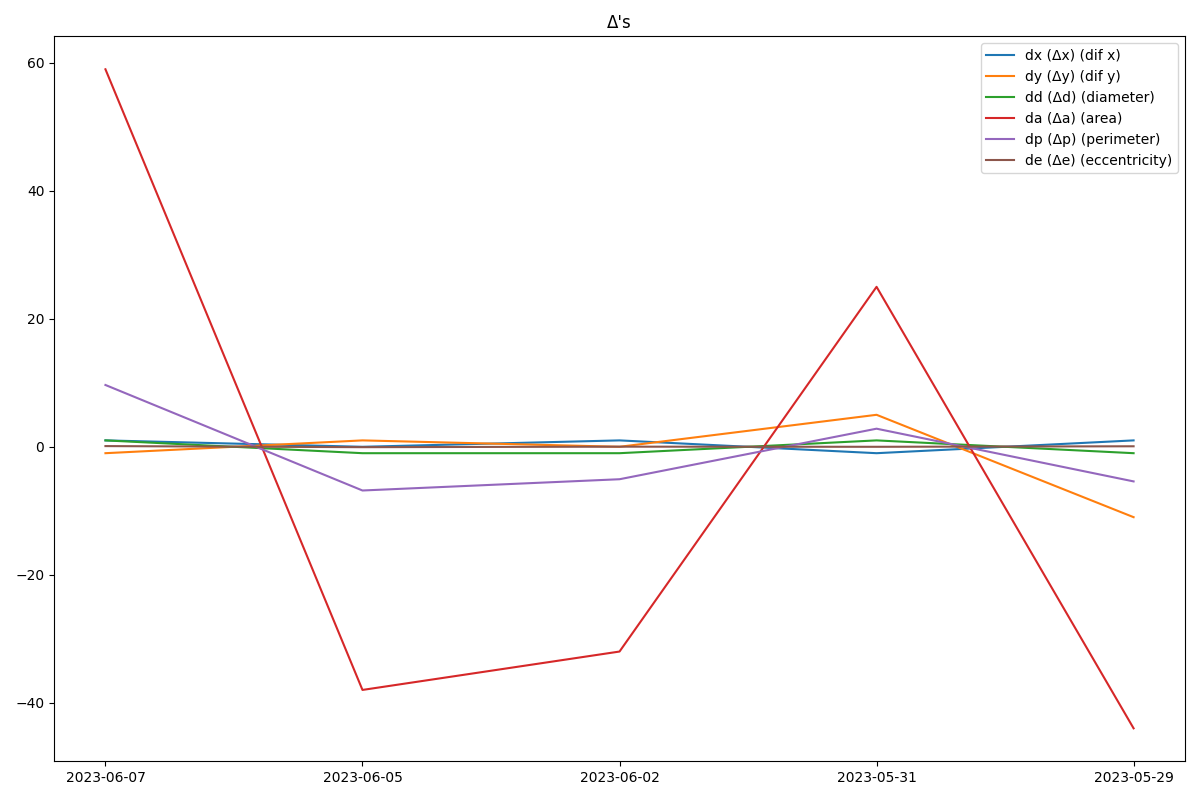 Δ's
dx (Δx) (dif x)
dy (Δy) (dif y)
dd (Δd) (diameter)
da (Δa) (area)
dp (Δp) (perimeter)
de (Δe) (eccentricity)
60
40
20
0
−20
−40
2023-06-07
2023-06-05
2023-06-02
2023-05-31
2023-05-29